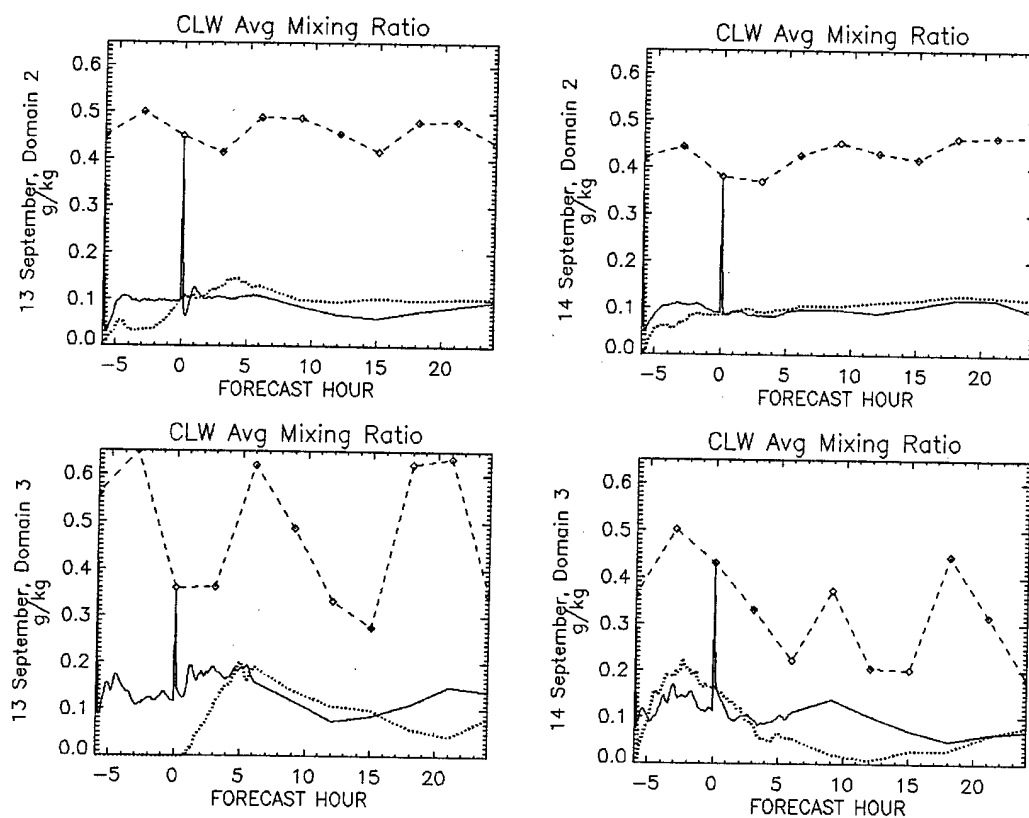 CLW Avg Mixing Ratio
13 September, Domain 2
g/kg
0.6
0.5
0.4
0.3
0.2
0.1
0.0
−5 0 5 10 15 20
FORECAST HOUR
CLW Avg Mixing Ratio
14 September, Domain 2
g/kg
0.6
0.5
0.4
0.3
0.2
0.1
0.0
−5 0 5 10 15 20
FORECAST HOUR
CLW Avg Mixing Ratio
13 September, Domain 3
g/kg
0.6
0.5
0.4
0.3
0.2
0.1
0.0
−5 0 5 10 15 20
FORECAST HOUR
CLW Avg Mixing Ratio
14 September, Domain 3
g/kg
0.6
0.5
0.4
0.3
0.2
0.1
0.0
−5 0 5 10 15 20
FORECAST HOUR